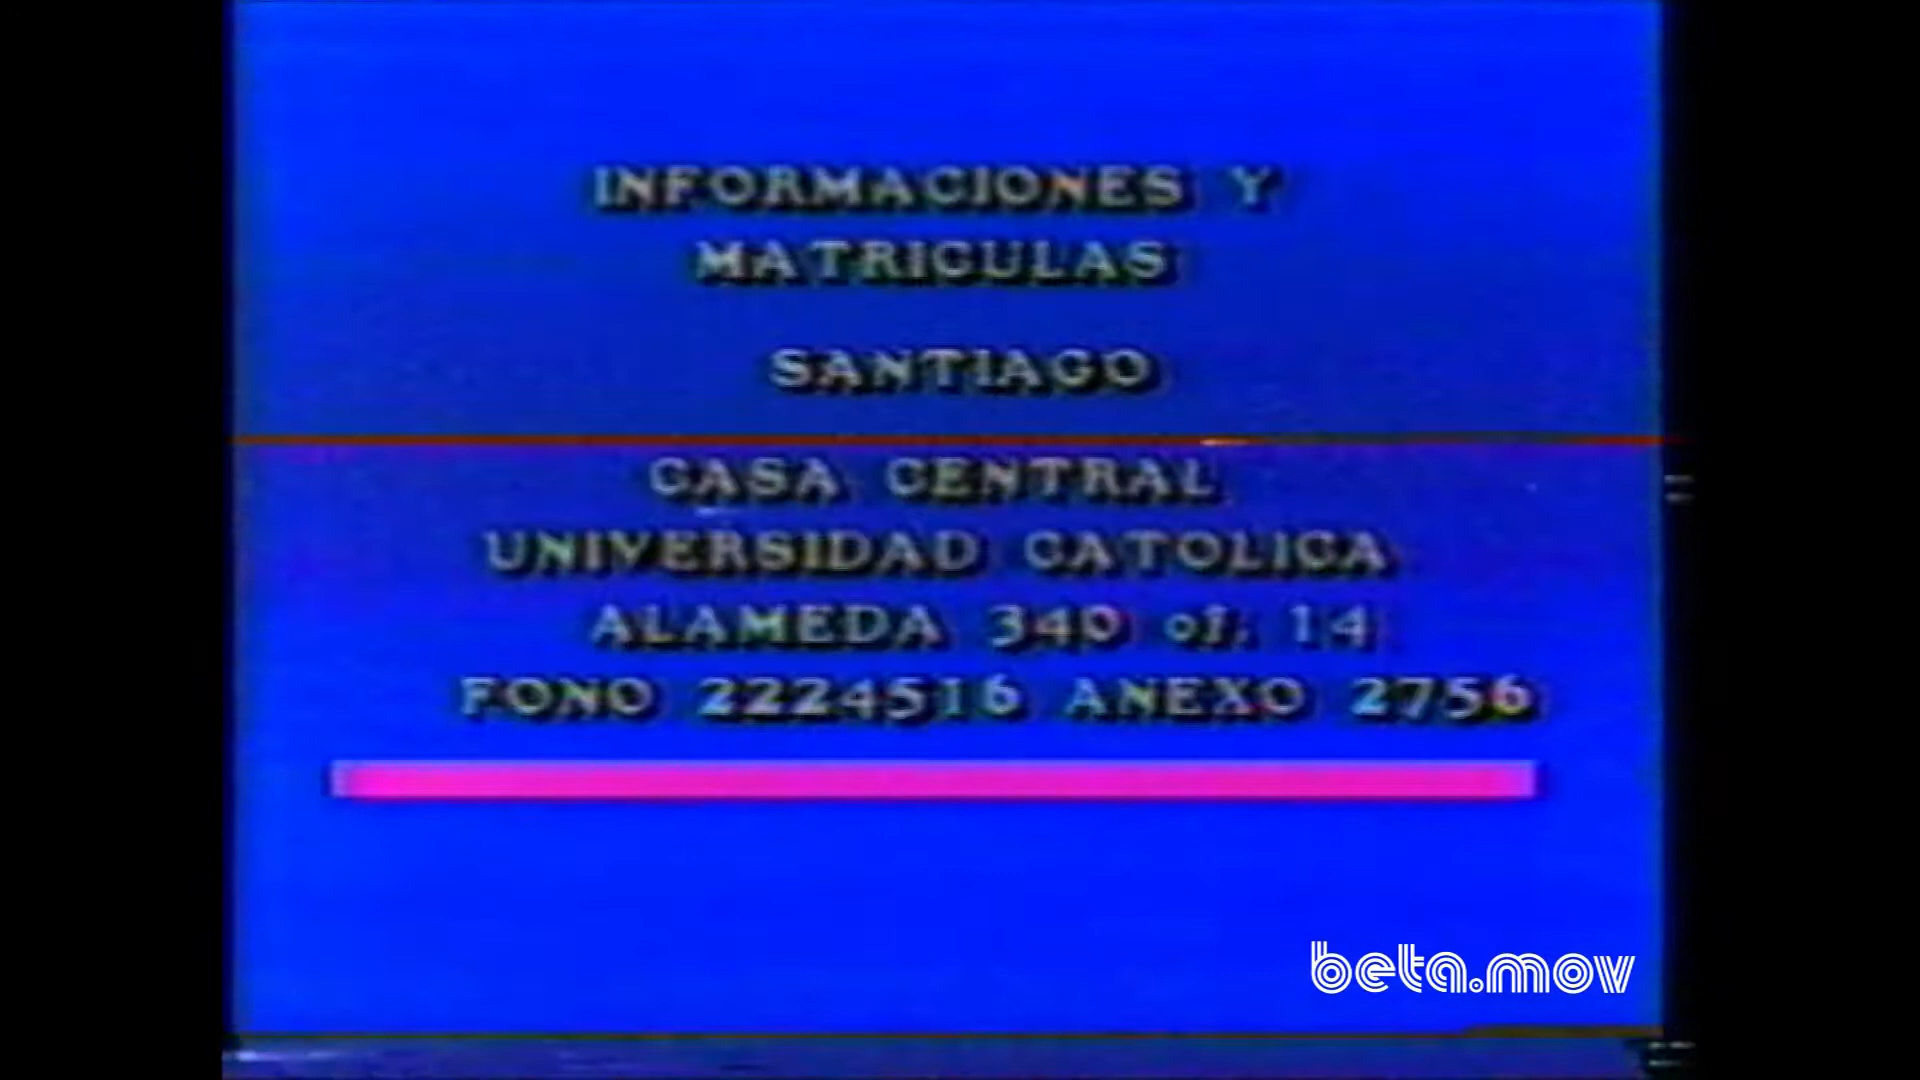 INFORMACIONES Y
MATRICULAS
SANTIAGO
CASA CENTRAL
UNIVERSIDAD CATOLICA
ALAMEDA 340 of. 14
FONO 2224516 ANEXO 2756
beta.mov